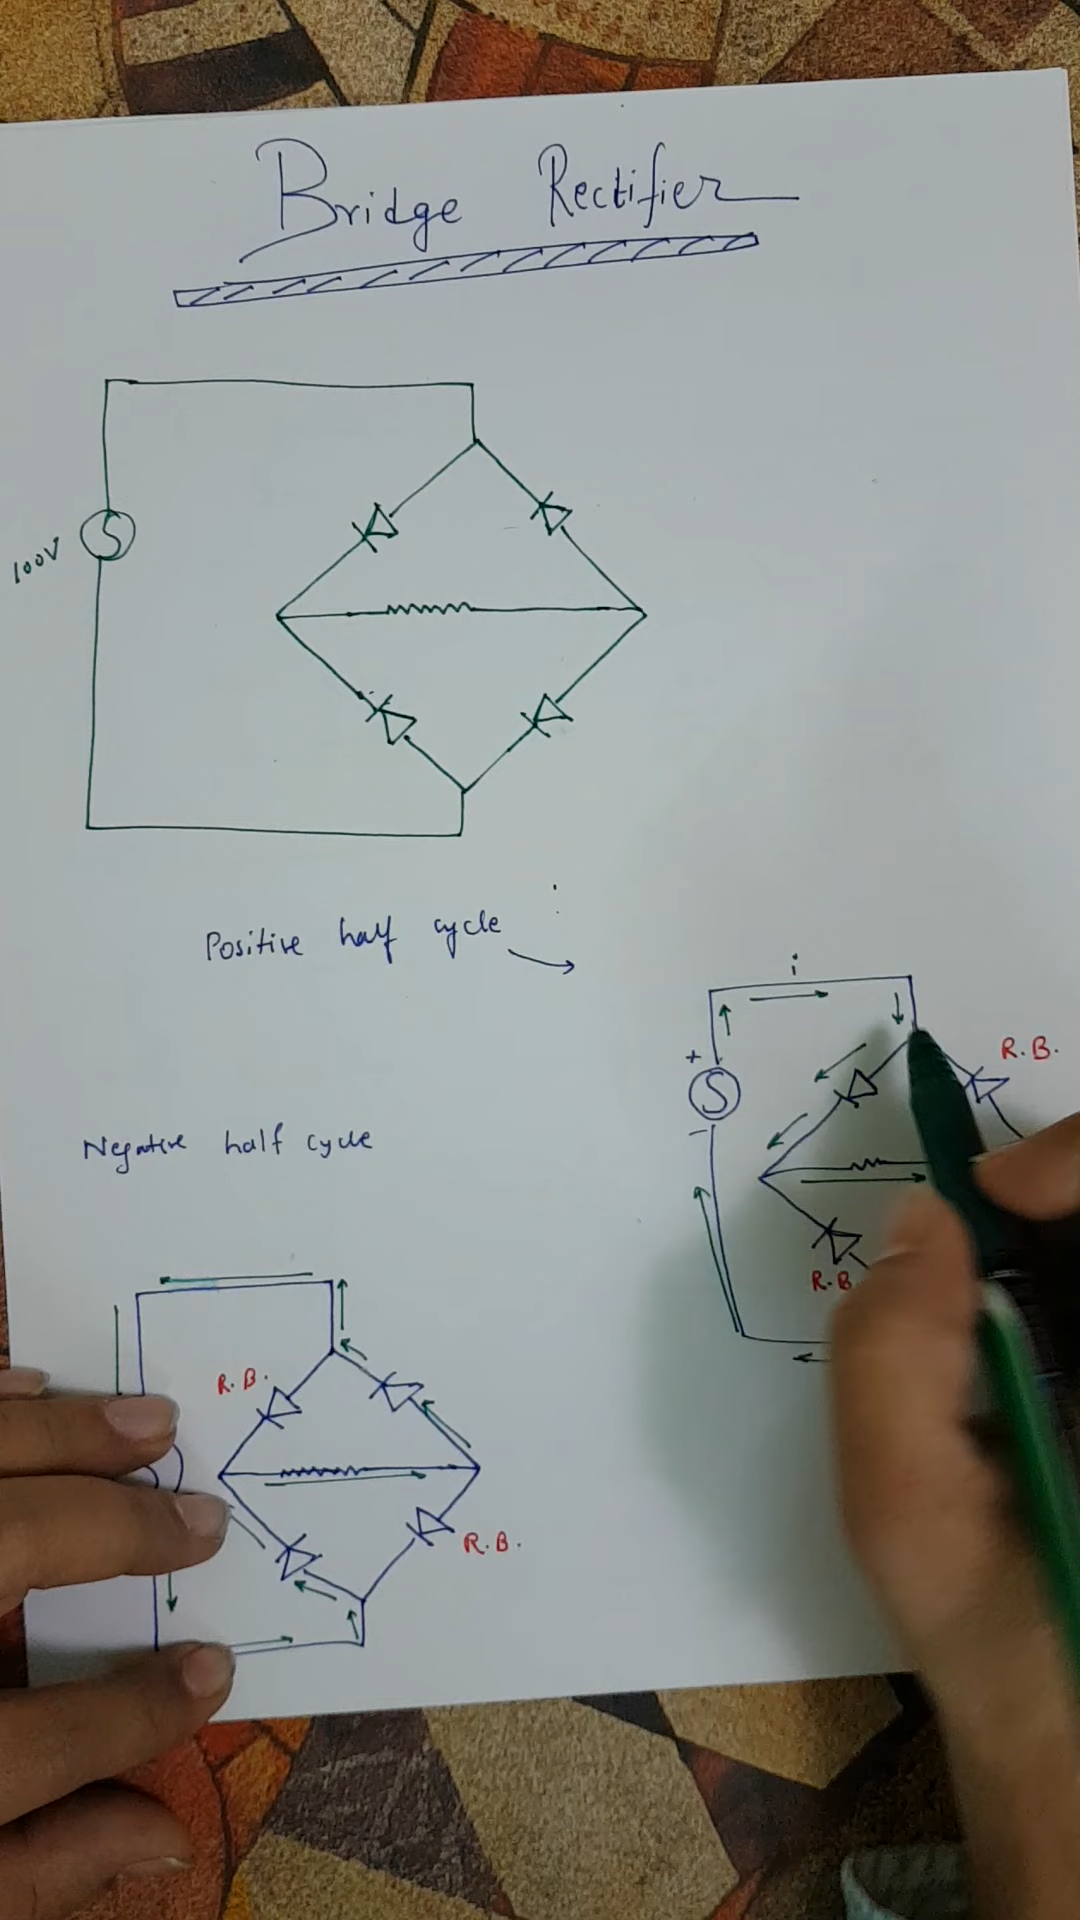 Bridge Rectifier
100V
Positive half cycle
i
+
R.B.
S
-
Negative half cycle
R.B.
R.B.
R.B.